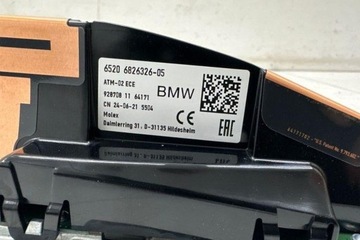 6520 6826326-05
ATM-02 ECE
928708 11 64171
CN 24-06-21 5504
Molex
Daimlerring 31, D-31135 Hildesheim
BMW
EAC